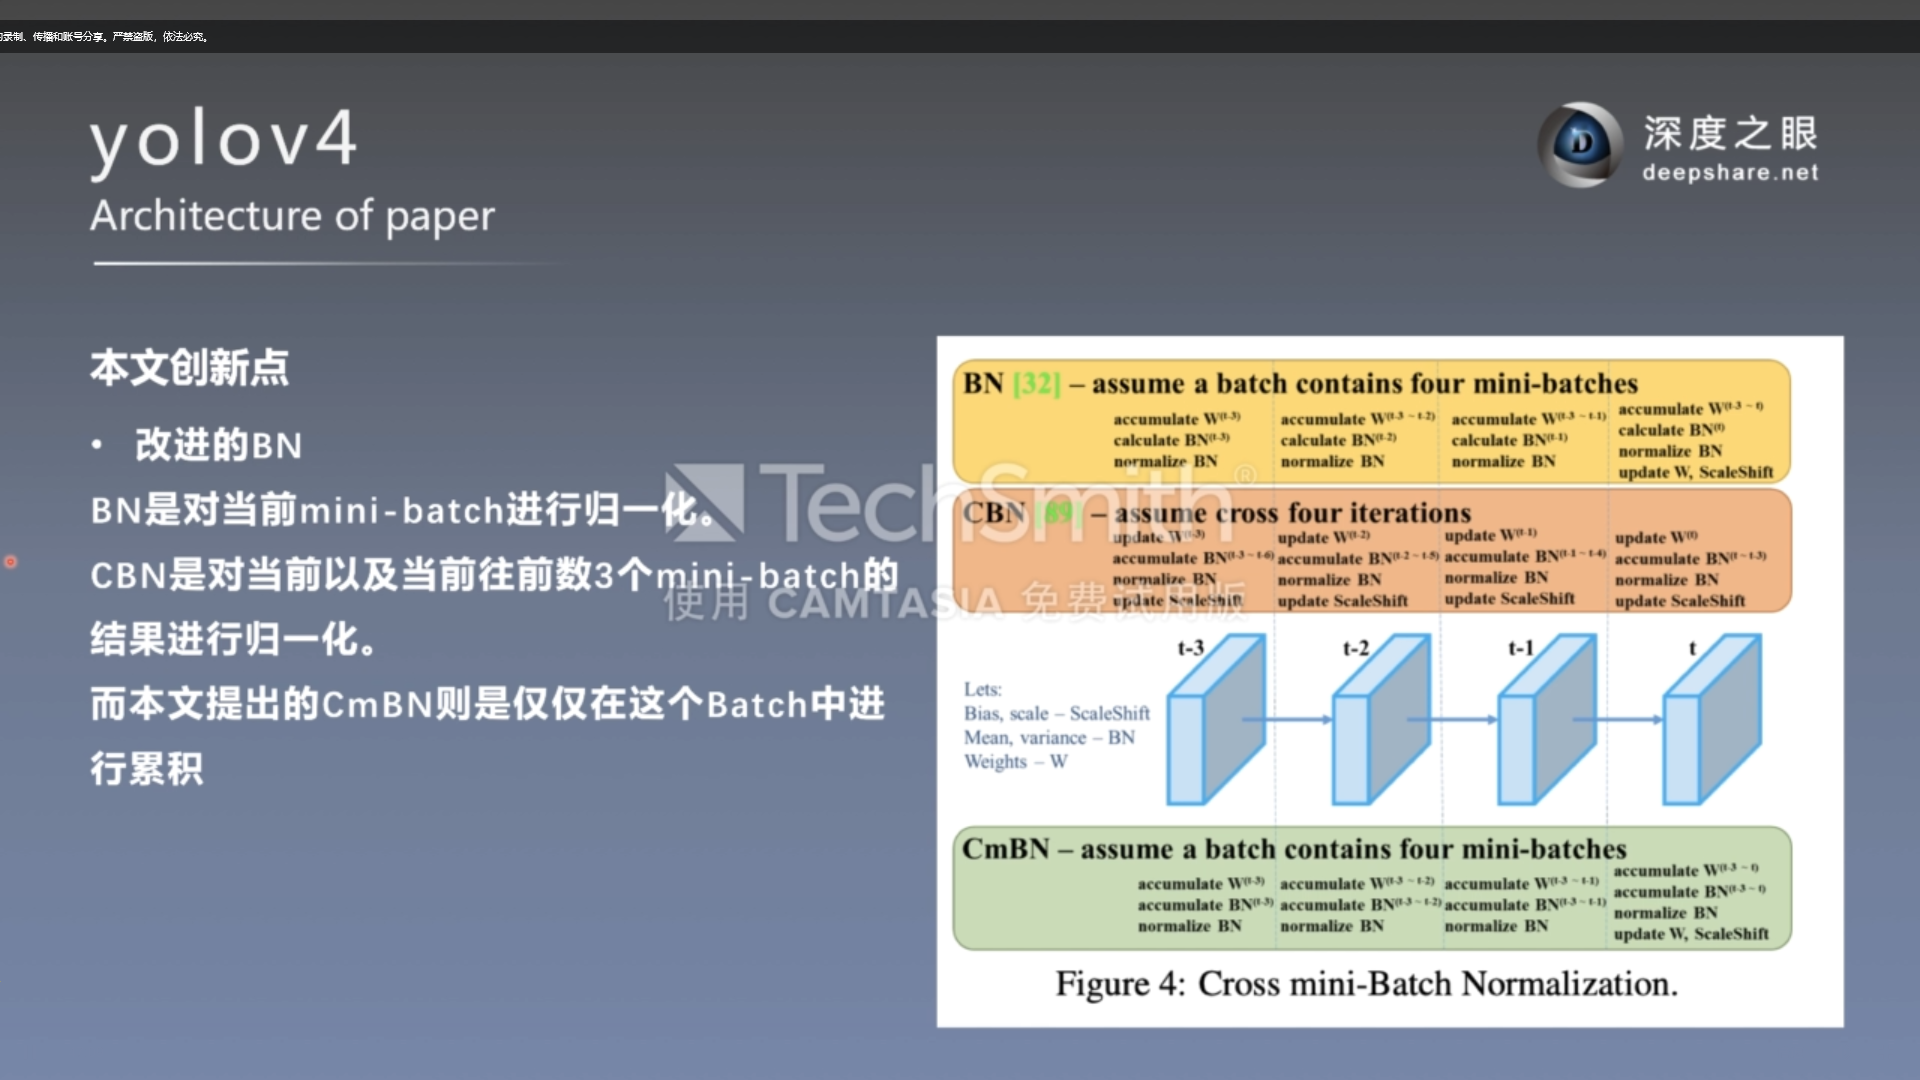 的录制、传播和账号分享。严禁盗版，依法必究。
yolov4
Architecture of paper
深度之眼
deepshare.net
本文创新点
• 改进的BN
BN是对当前mini-batch进行归一化。
CBN是对当前以及当前往前数3个mini-batch的
结果进行归一化。
而本文提出的CmBN则是仅仅在这个Batch中进
行累积
TechSmith®
使用 CAMTASIA 免费试用版
BN [32] – assume a batch contains four mini-batches
accumulate W(t-3)
calculate BN(t-3)
normalize BN
accumulate W(t-3 ~ t-2)
calculate BN(t-2)
normalize BN
accumulate W(t-3 ~ t-1)
calculate BN(t-1)
normalize BN
accumulate W(t-3 ~ t)
calculate BN(t)
normalize BN
update W, ScaleShift
CBN [89] – assume cross four iterations
update W(t-3)
accumulate BN(t-3 ~ t-6)
normalize BN
update ScaleShift
update W(t-2)
accumulate BN(t-2 ~ t-5)
normalize BN
update ScaleShift
update W(t-1)
accumulate BN(t-1 ~ t-4)
normalize BN
update ScaleShift
update W(t)
accumulate BN(t ~ t-3)
normalize BN
update ScaleShift
t-3
t-2
t-1
t
Lets:
Bias, scale – ScaleShift
Mean, variance – BN
Weights – W
CmBN – assume a batch contains four mini-batches
accumulate W(t-3)
accumulate BN(t-3)
normalize BN
accumulate W(t-3 ~ t-2)
accumulate BN(t-3 ~ t-2)
normalize BN
accumulate W(t-3 ~ t-1)
accumulate BN(t-3 ~ t-1)
normalize BN
accumulate W(t-3 ~ t)
accumulate BN(t-3 ~ t)
normalize BN
update W, ScaleShift
Figure 4: Cross mini-Batch Normalization.